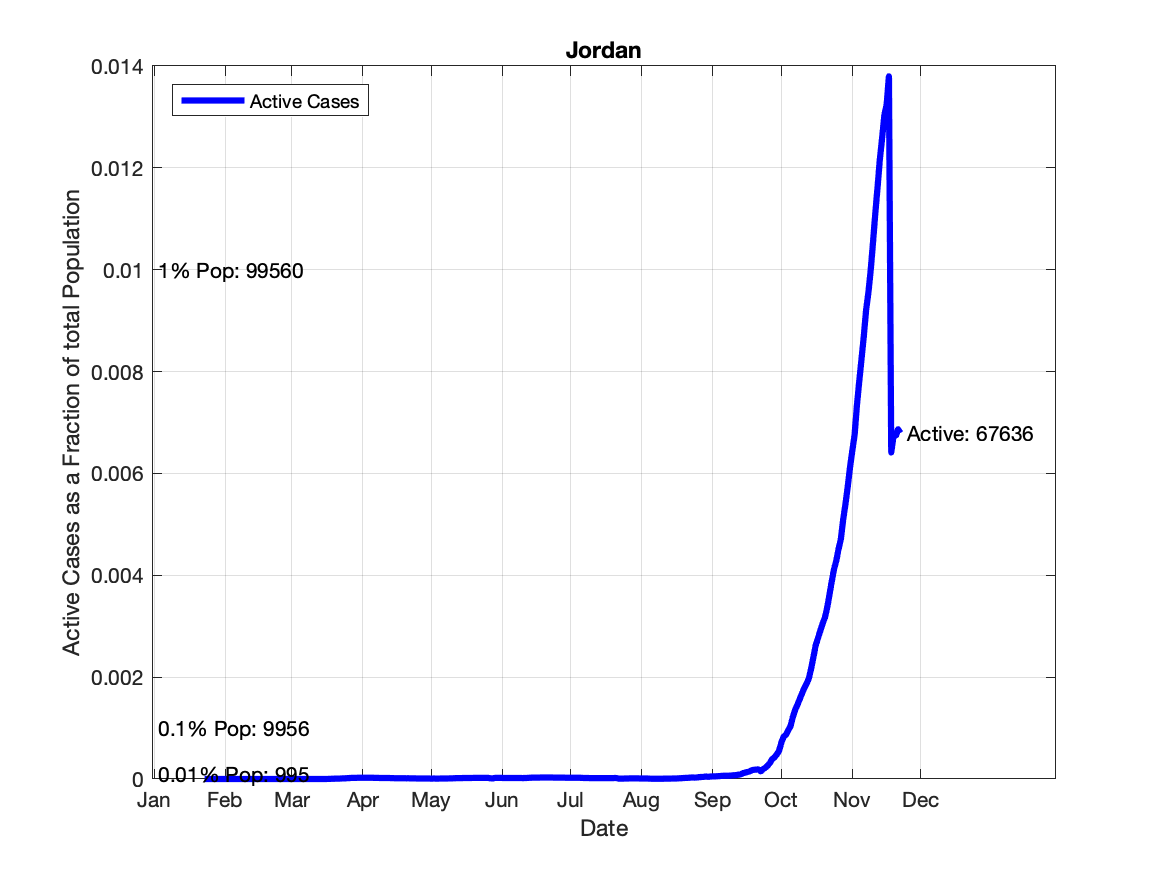 Jordan
Active Cases
Active Cases as a Fraction of total Population
0.014
0.012
0.01
0.008
0.006
0.004
0.002
0
1% Pop: 99560
0.1% Pop: 9956
0.01% Pop: 995
Active: 67636
Jan Feb Mar Apr May Jun Jul Aug Sep Oct Nov Dec
Date